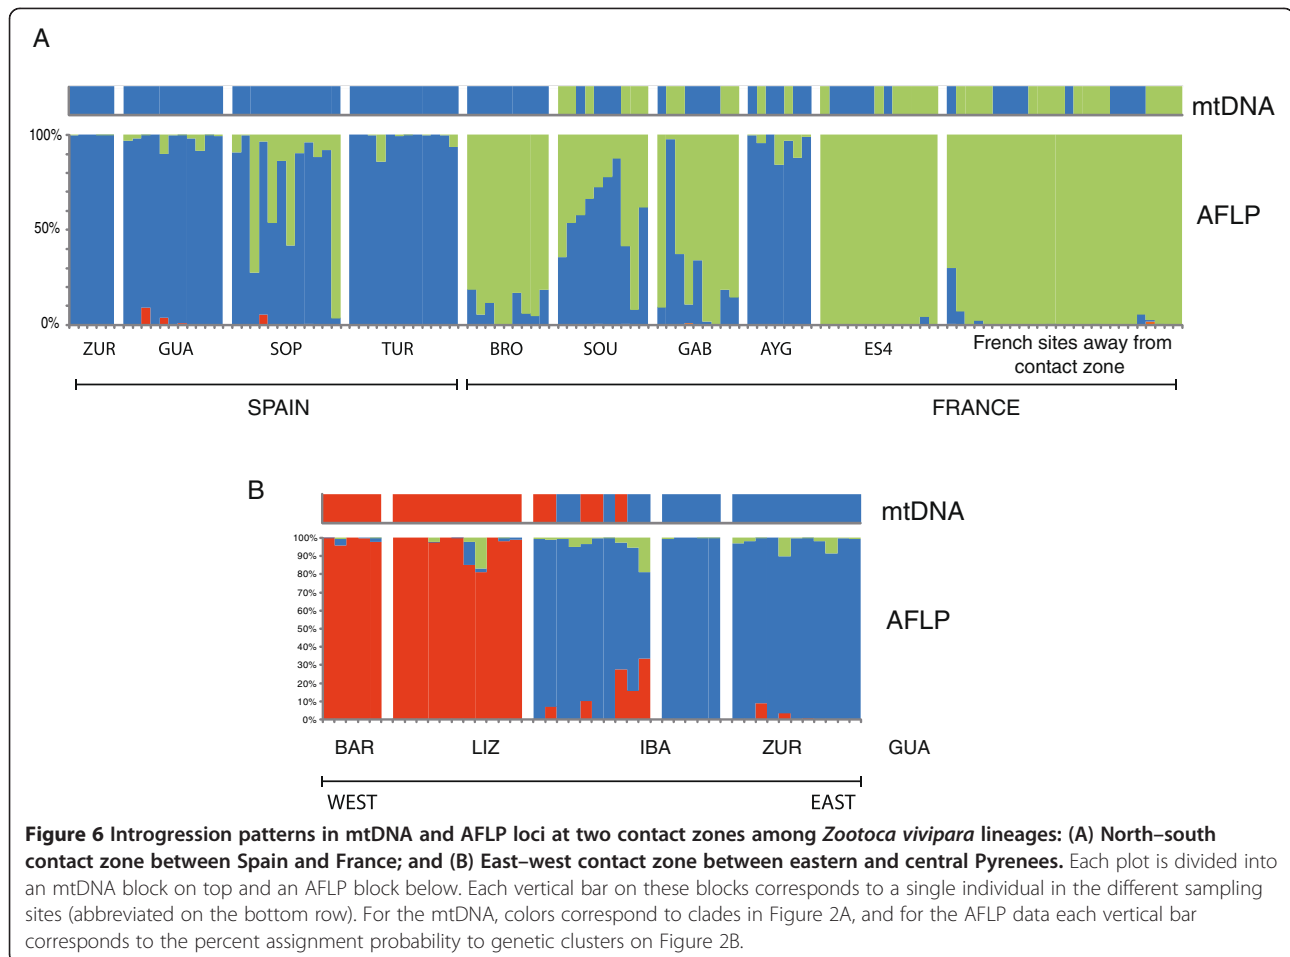 A
mtDNA
100%
50%
0%
AFLP
ZUR GUA SOP TUR BRO SOU GAB AYG ES4 French sites away from
contact zone
SPAIN FRANCE
B
mtDNA
100%
90%
80%
70%
60%
50%
40%
30%
20%
10%
0%
AFLP
BAR LIZ IBA ZUR GUA
WEST EAST
Figure 6 Introgression patterns in mtDNA and AFLP loci at two contact zones among Zootoca vivipara lineages: (A) North–south
contact zone between Spain and France; and (B) East–west contact zone between eastern and central Pyrenees. Each plot is divided into
an mtDNA block on top and an AFLP block below. Each vertical bar on these blocks corresponds to a single individual in the different sampling
sites (abbreviated on the bottom row). For the mtDNA, colors correspond to clades in Figure 2A, and for the AFLP data each vertical bar
corresponds to the percent assignment probability to genetic clusters on Figure 2B.